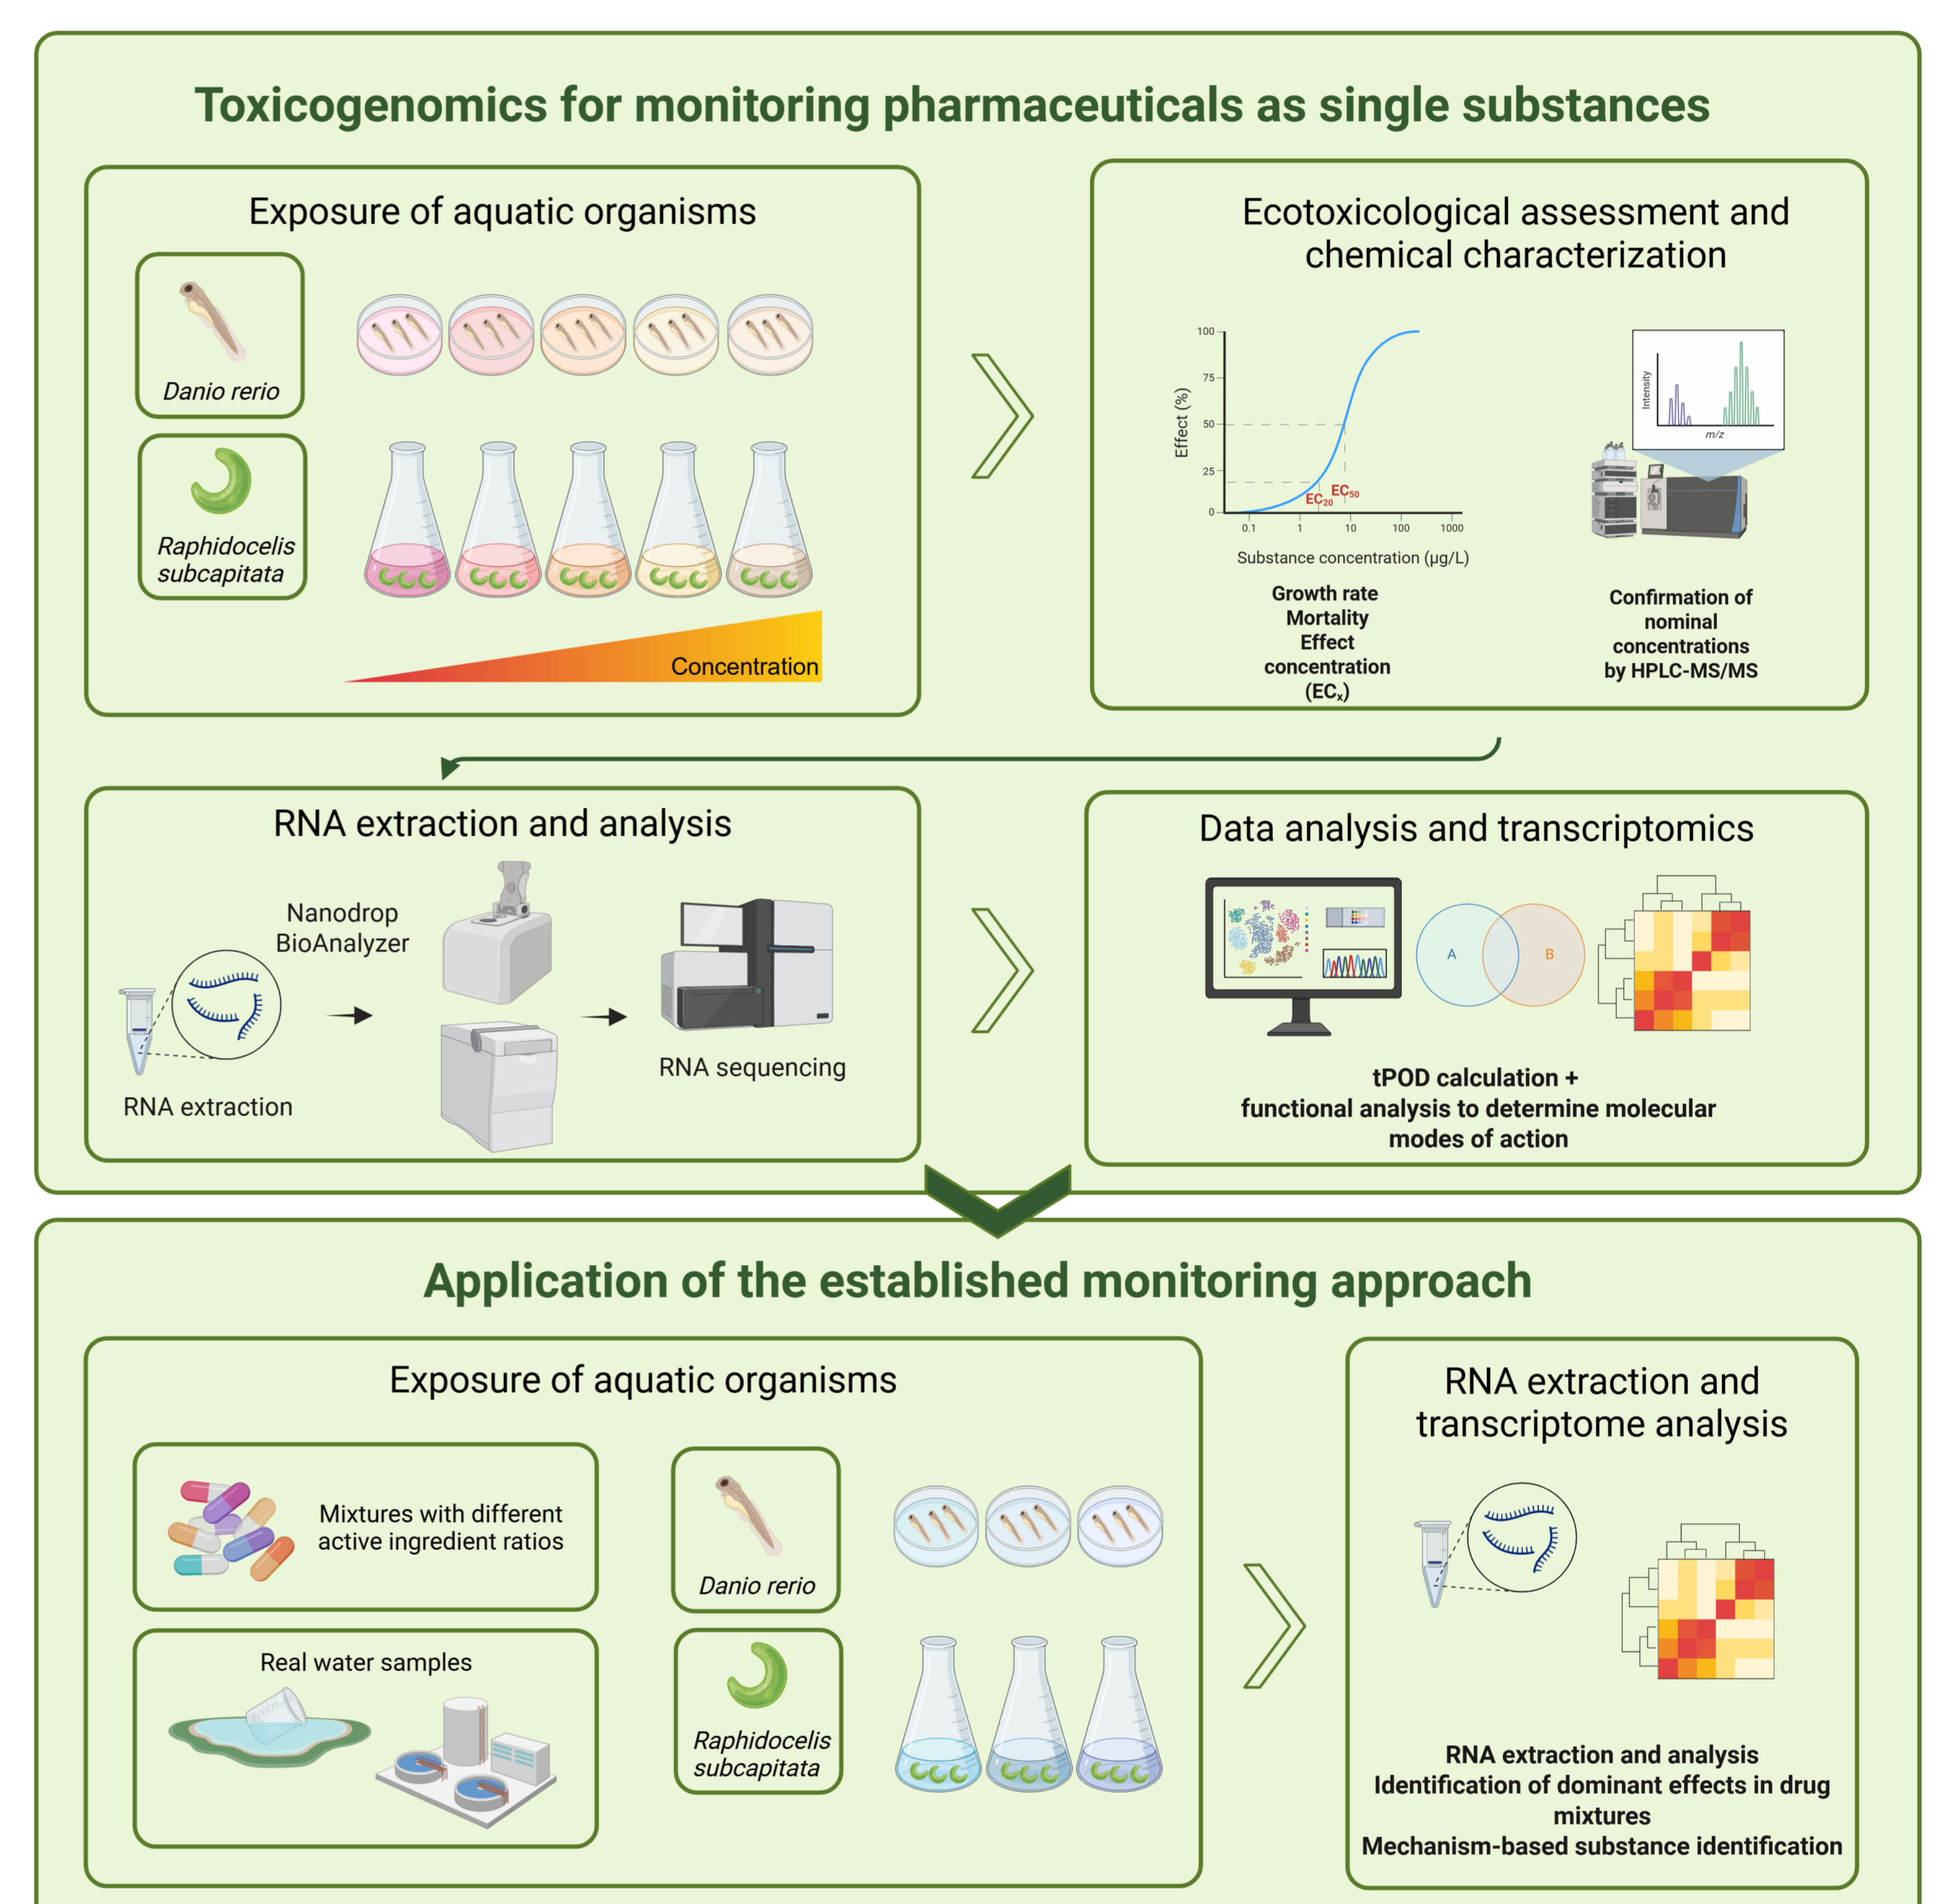 Toxicogenomics for monitoring pharmaceuticals as single substances
Exposure of aquatic organisms
Danio rerio
Raphidocelis
subcapitata
Concentration
Ecotoxicological assessment and
chemical characterization
Effect (%)
100
75
50
25
0
EC20
EC50
0.1
1
10
100
1000
Substance concentration (µg/L)
Growth rate
Mortality
Effect
concentration
(ECx)
Intensity
m/z
Confirmation of
nominal
concentrations
by HPLC-MS/MS
RNA extraction and analysis
Nanodrop
BioAnalyzer
RNA extraction
RNA sequencing
Data analysis and transcriptomics
A
B
tPOD calculation +
functional analysis to determine molecular
modes of action
Application of the established monitoring approach
Exposure of aquatic organisms
Mixtures with different
active ingredient ratios
Real water samples
Danio rerio
Raphidocelis
subcapitata
RNA extraction and
transcriptome analysis
RNA extraction and analysis
Identification of dominant effects in drug
mixtures
Mechanism-based substance identification